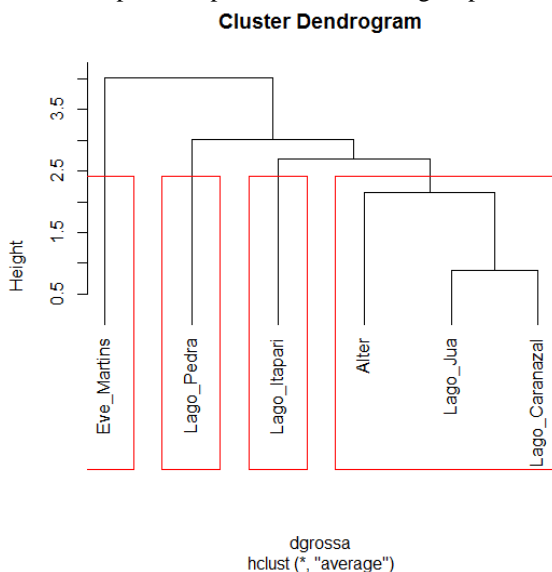 Cluster Dendrogram
Height
3.5
2.5
1.5
0.5
Eve_Martins
Lago_Pedra
Lago_Itapari
Alter
Lago_Jua
Lago_Caranazal
dgrossa
hclust (*, "average")